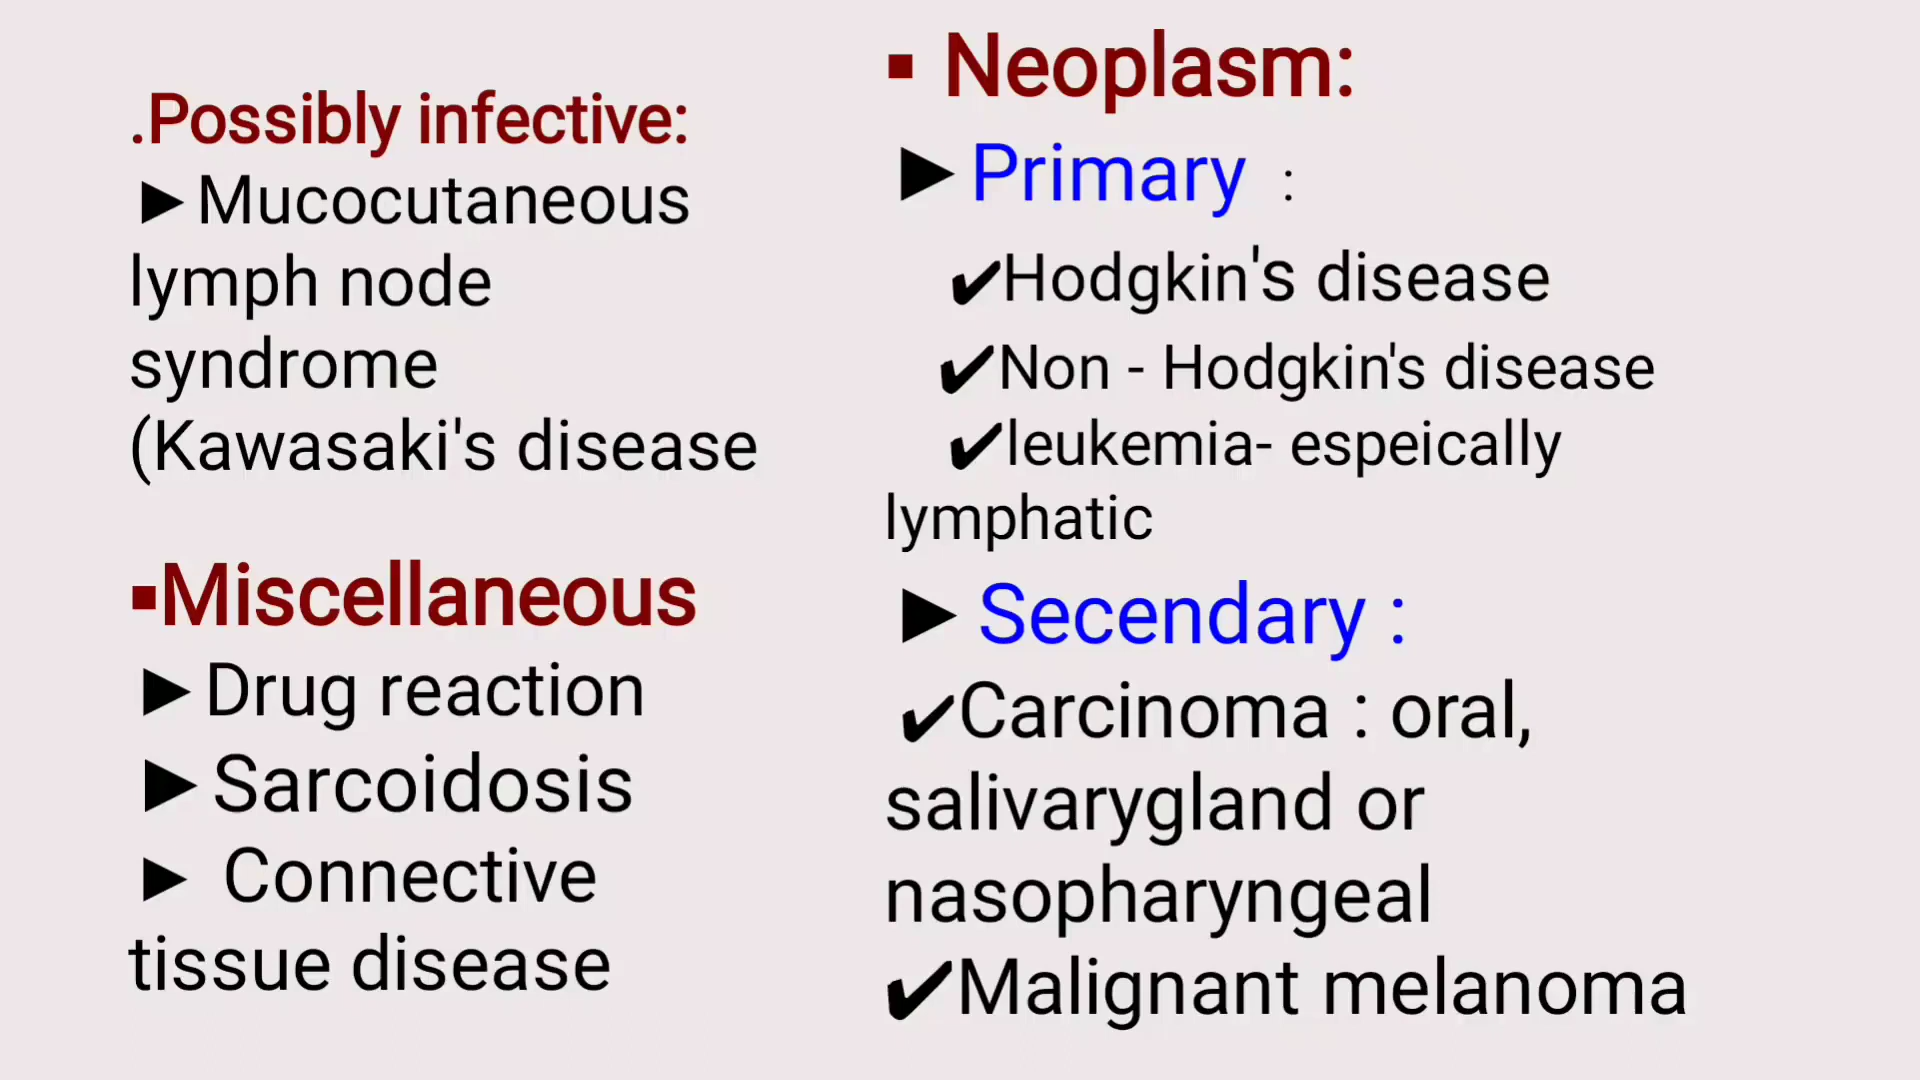 .Possibly infective:
►Mucocutaneous
lymph node
syndrome
(Kawasaki's disease
▪Miscellaneous
►Drug reaction
►Sarcoidosis
► Connective
tissue disease
▪ Neoplasm:
►Primary :
✔Hodgkin's disease
✔Non - Hodgkin's disease
✔leukemia- espeically
lymphatic
►Secendary :
✔Carcinoma : oral,
salivarygland or
nasopharyngeal
✔Malignant melanoma